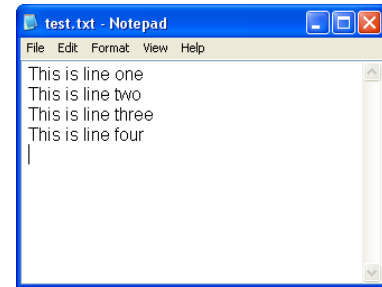 test.txt - Notepad
File Edit Format View Help
This is line one
This is line two
This is line three
This is line four